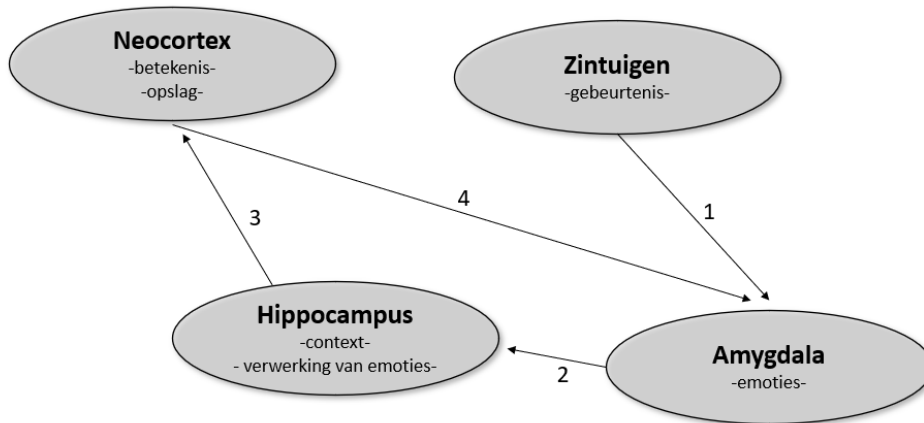 Neocortex
-betekenis-
-opslag-
Zintuigen
-gebeurtenis-
4
1
3
Hippocampus
-context-
- verwerking van emoties-
2
Amygdala
-emoties-